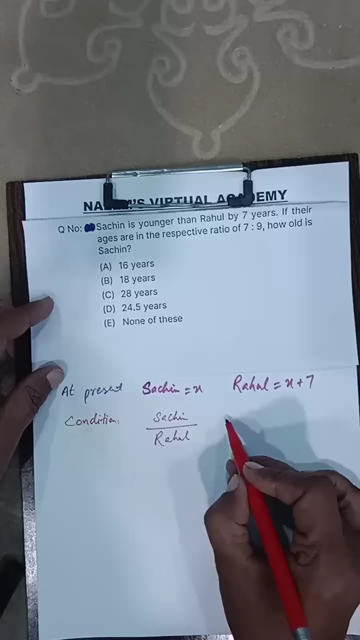 VIRTUAL ACADEMY
Q No: Sachin is younger than Rahul by 7 years. If their
ages are in the respective ratio of 7 : 9, how old is
Sachin?
(A) 16 years
(B) 18 years
(C) 28 years
(D) 24.5 years
(E) None of these
At present Sachin = x Rahul = x + 7
Condition: Sachin
Rahul